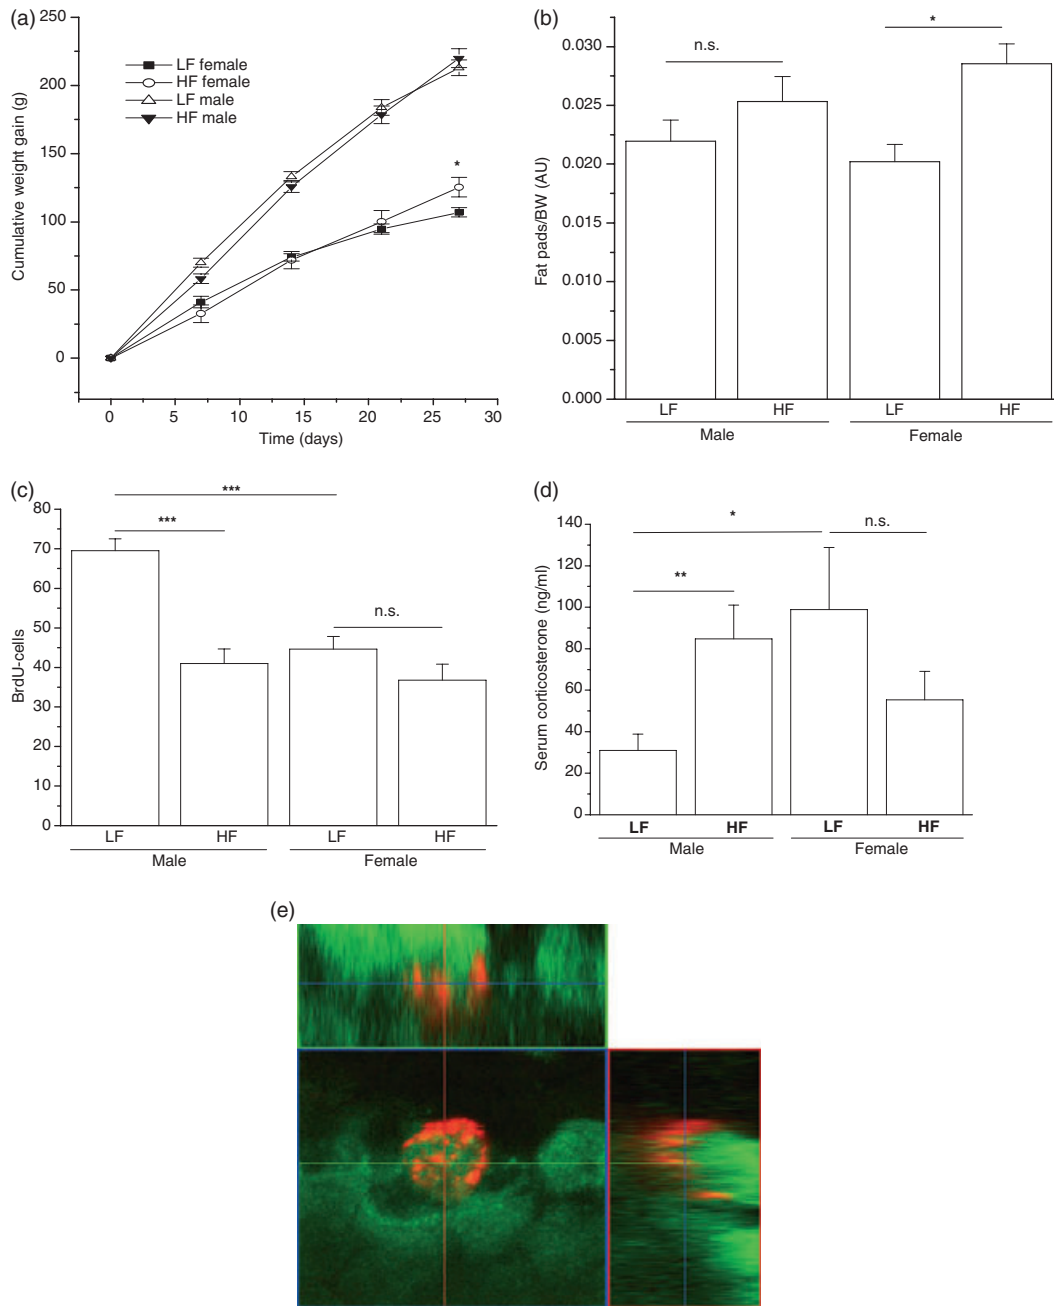 (a)
250
200
150
100
50
0
Cumulative weight gain (g)
LF female
HF female
LF male
HF male
*
0 5 10 15 20 25 30
Time (days)
(b)
0.030
0.025
0.020
0.015
0.010
0.005
0.000
Fat pads/BW (AU)
n.s.
*
LF HF LF HF
Male Female
(c)
80
70
60
50
40
30
20
10
0
BrdU-cells
***
***
n.s.
LF HF LF HF
Male Female
(d)
140
120
100
80
60
40
20
0
Serum corticosterone (ng/ml)
*
n.s.
**
LF HF LF HF
Male Female
(e)